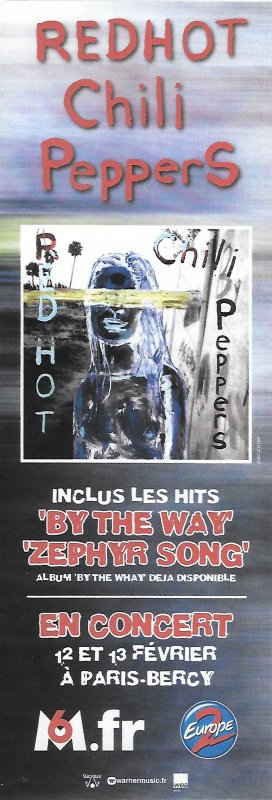 REDHOT
Chili
PeppeRS
RED HOT
Chili
Peppers
INCLUS LES HITS
'BY THE WAY'
'ZEPHYR SONG'
ALBUM 'BY THE WHAY' DEJA DISPONIBLE
EN CONCERT
12 ET 13 FÉVRIER
À PARIS-BERCY
M6.fr
Europe 2
warnermusic.fr